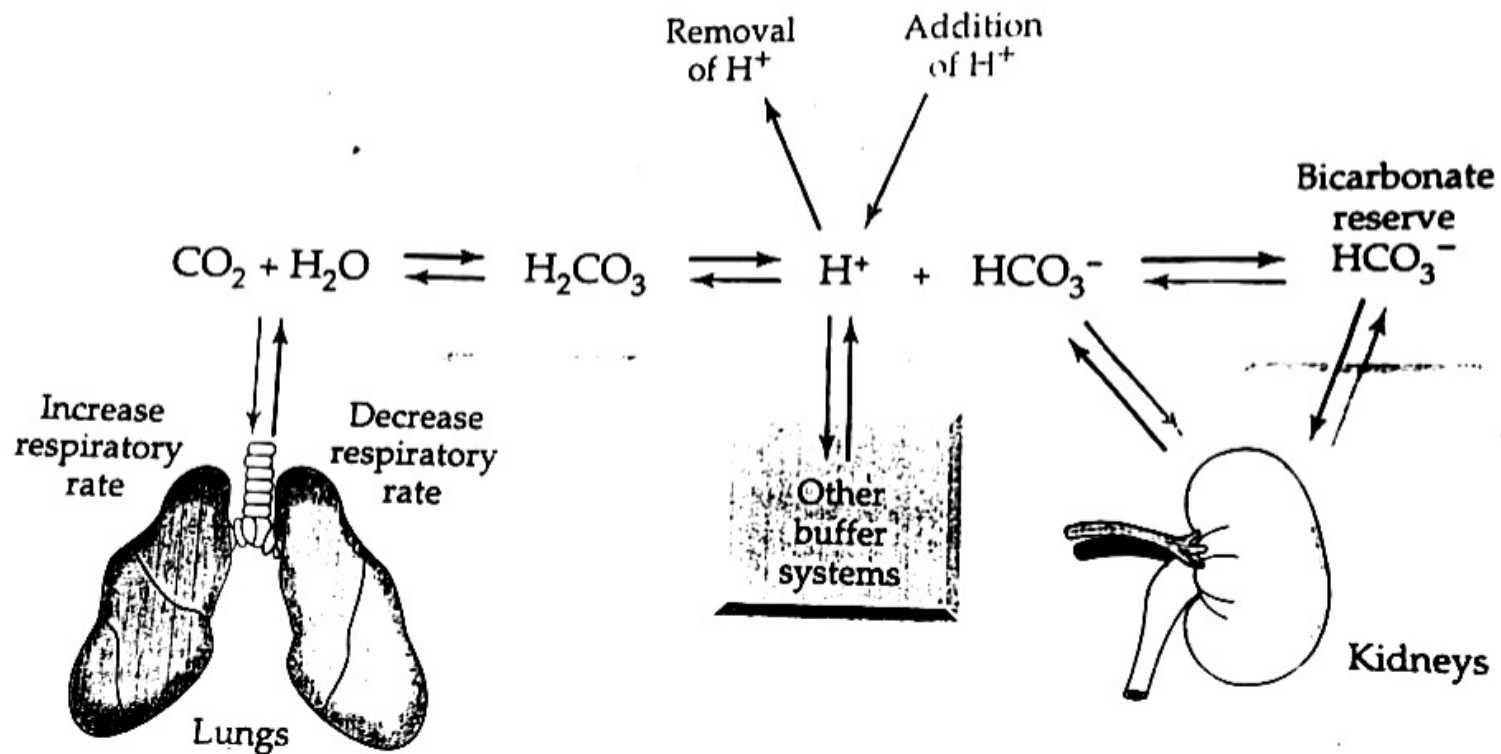 Removal
of H⁺
Addition
of H⁺
Bicarbonate
reserve
HCO₃⁻
CO₂ + H₂O
H₂CO₃
H⁺ + HCO₃⁻
Increase
respiratory
rate
Decrease
respiratory
rate
Other
buffer
systems
Lungs
Kidneys